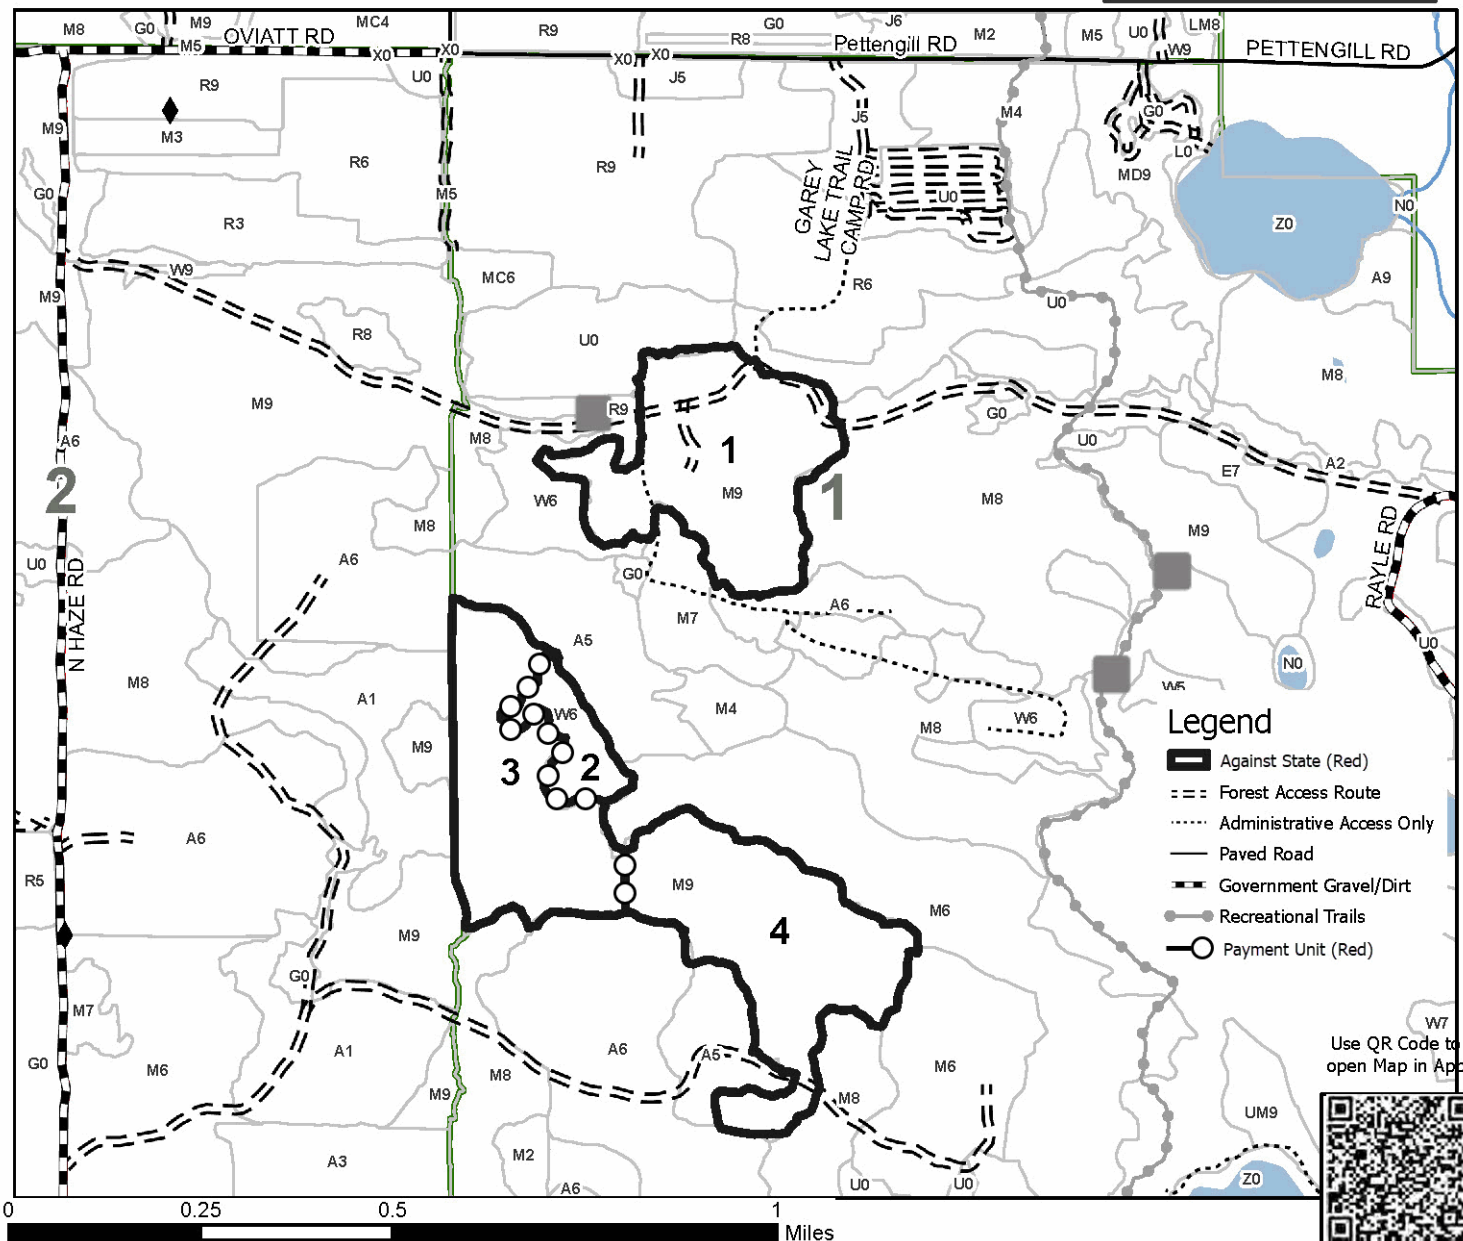 M8
G0
M9
MC4
R9
G0
J6
M2
M5
U0
LM8
M5
OVIATT RD
X0
X0
R8
Pettengill RD
W9
PETTENGILL RD
X0
X0
U0
J5
R9
M3
M9
R6
M5
R9
J5
M4
G0
L0
MD9
GAREY
LAKE TRAIL
CAMP RD
U0
G0
R3
Z0
N0
W9
MC6
R6
U0
A9
M9
R8
U0
M8
M9
R9
G0
M8
U0
A6
1
E7
A2
2
M9
1
W6
M8
M8
M9
RAYLE RD
A6
U0
G0
N HAZE RD
A6
M7
A5
U0
N0
M8
A1
M4
W6
W6
M8
W5
M9
3
2
Legend
Against State (Red)
Forest Access Route
Administrative Access Only
Paved Road
Government Gravel/Dirt
Recreational Trails
Payment Unit (Red)
A6
R5
M9
M6
4
M9
G0
M7
W7
Use QR Code to
open Map in App
A1
A6
A5
M6
G0
M6
M8
M9
M8
UM9
A3
M2
A6
U0
U0
Z0
0
0.25
0.5
1
Miles